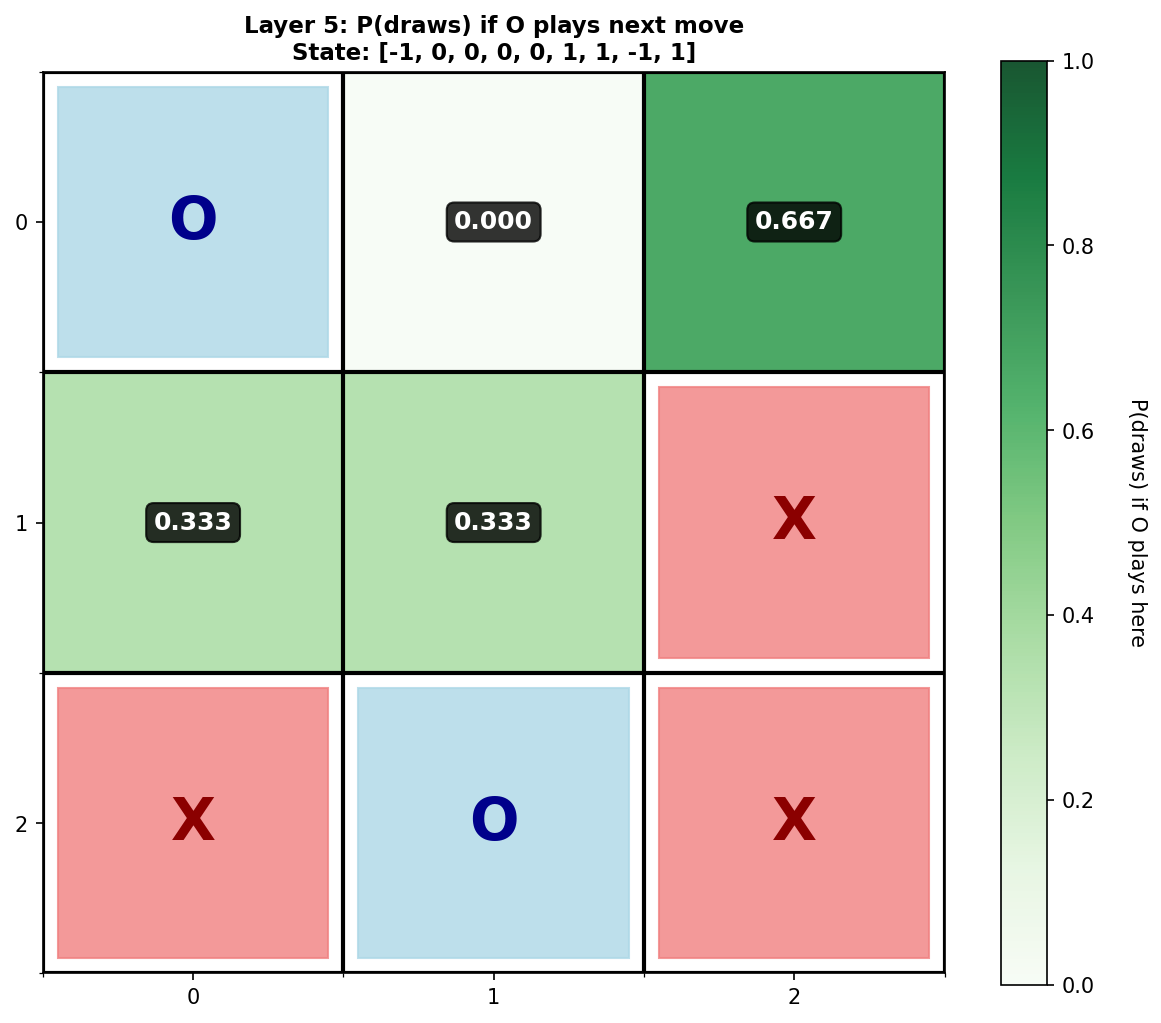 Layer 5: P(draws) if O plays next move
State: [-1, 0, 0, 0, 0, 1, 1, -1, 1]
O
0.000
0.667
0.333
0.333
X
X
O
X
0
1
2
0
1
2
1.0
0.8
0.6
0.4
0.2
0.0
P(draws) if O plays here